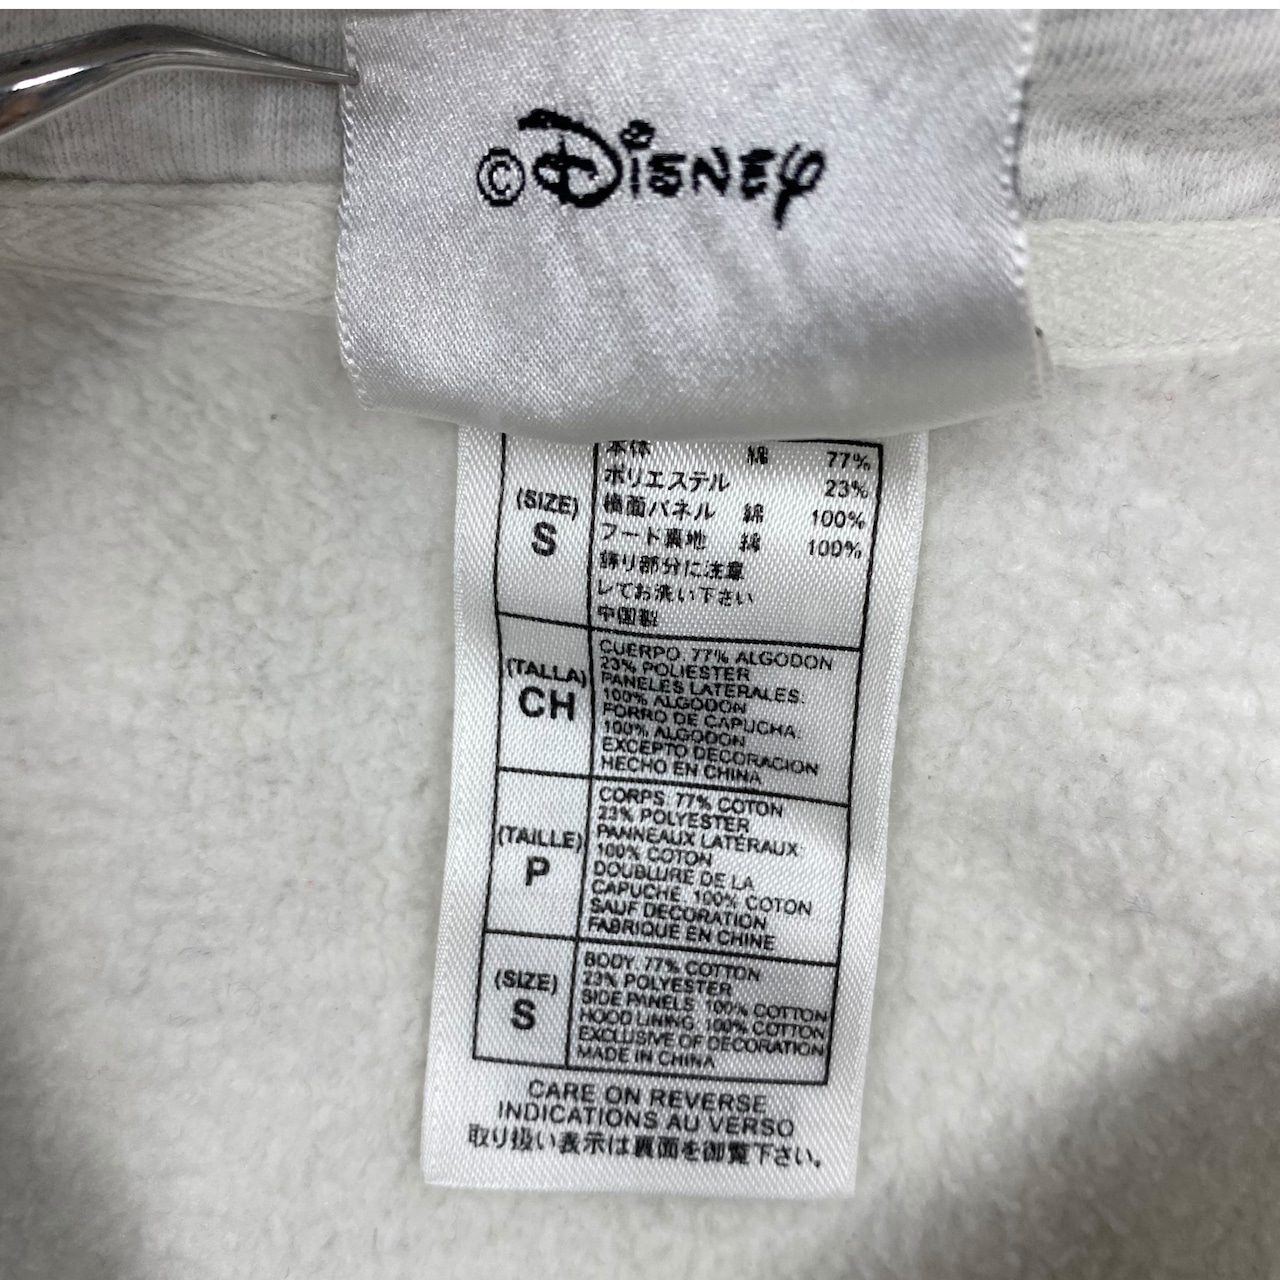 ©Disney
(SIZE)
S
本体 綿 77%
ポリエステル 23%
横面パネル 綿 100%
フード裏地 綿 100%
飾り部分に注意
してお洗い下さい
中国製
(TALLA)
CH
CUERPO, 77% ALGODON
23% POLIESTER
PANELES LATERALES:
100% ALGODON
FORRO DE CAPUCHA,
100% ALGODON
EXCEPTO DECORACION
HECHO EN CHINA
(TAILLE)
P
CORPS, 77% COTON
23% POLYESTER
PANNEAUX LATERAUX:
100% COTON
DOUBLURE DE LA
CAPUCHE, 100% COTON
SAUF DECORATION
FABRIQUE EN CHINE
(SIZE)
S
BODY, 77% COTTON
23% POLYESTER
SIDE PANELS, 100% COTTON
HOOD LINING, 100% COTTON
EXCLUSIVE OF DECORATION
MADE IN CHINA
CARE ON REVERSE
INDICATIONS AU VERSO
取り扱い表示は裏面を御覧下さい。